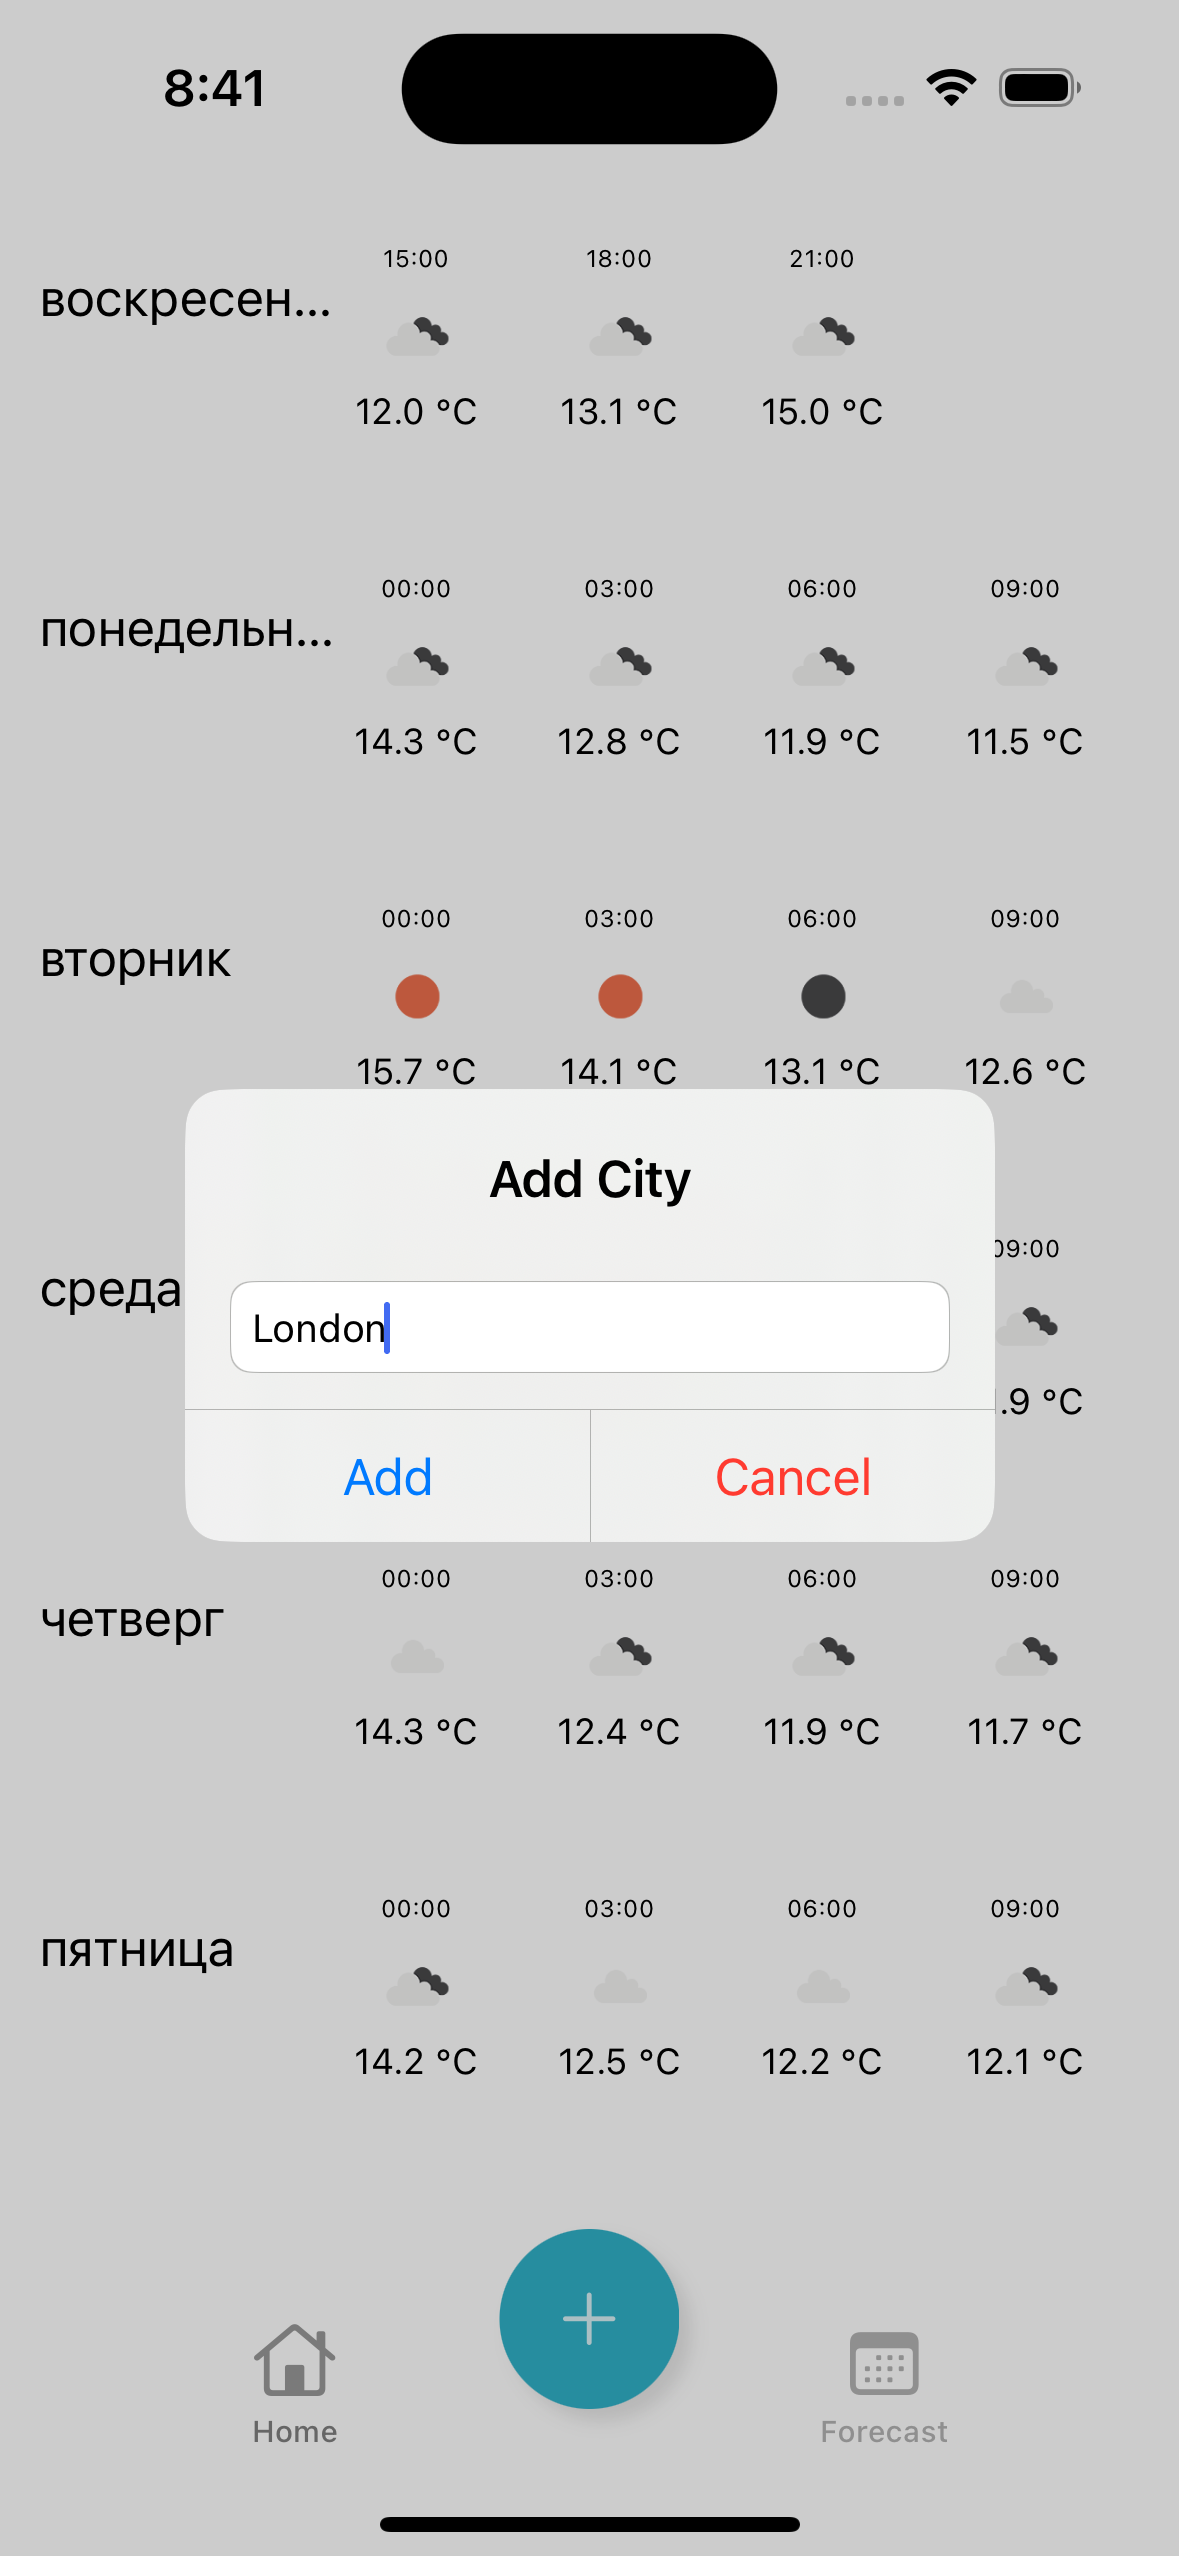 8:41
15:00 18:00 21:00
воскресен...
12.0 °C 13.1 °C 15.0 °C
00:00 03:00 06:00 09:00
понедельн...
14.3 °C 12.8 °C 11.9 °C 11.5 °C
00:00 03:00 06:00 09:00
вторник
15.7 °C 14.1 °C 13.1 °C 12.6 °C
Add City
09:00
среда
London
.9 °C
Add Cancel
00:00 03:00 06:00 09:00
четверг
14.3 °C 12.4 °C 11.9 °C 11.7 °C
00:00 03:00 06:00 09:00
пятница
14.2 °C 12.5 °C 12.2 °C 12.1 °C
Home Forecast